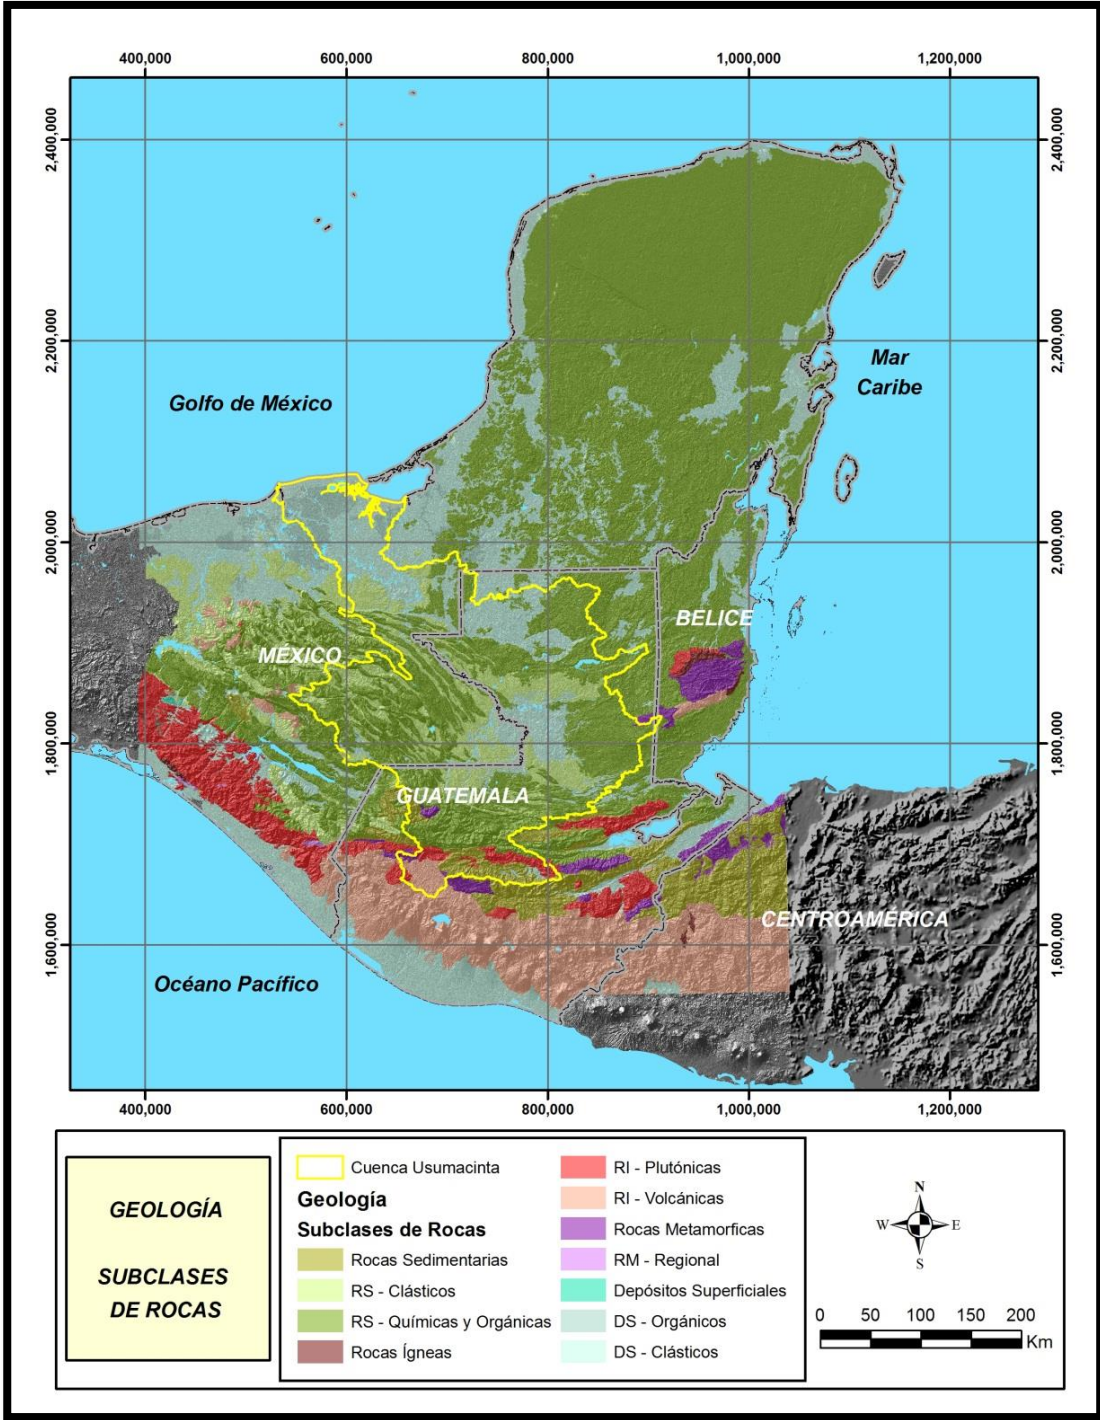 400,000
600,000
800,000
1,000,000
1,200,000
2,400,000
2,400,000
2,200,000
2,200,000
Mar
Caribe
Golfo de México
2,000,000
2,000,000
BELICE
MÉXICO
1,800,000
1,800,000
GUATEMALA
CENTROAMÉRICA
1,600,000
1,600,000
Océano Pacífico
400,000
600,000
800,000
1,000,000
1,200,000
GEOLOGÍA
SUBCLASES
DE ROCAS
Cuenca Usumacinta
Geología
Subclases de Rocas
Rocas Sedimentarias
RS - Clásticos
RS - Químicas y Orgánicas
Rocas Ígneas
RI - Plutónicas
RI - Volcánicas
Rocas Metamorficas
RM - Regional
Depósitos Superficiales
DS - Orgánicos
DS - Clásticos
N
W
E
S
0 50 100 150 200
Km